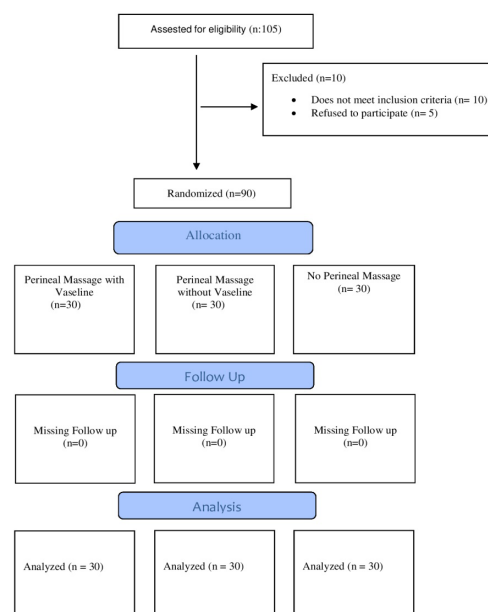 Assested for eligibility (n:105)
Excluded (n=10)
• Does not meet inclusion criteria (n= 10)
• Refused to participate (n= 5)
Randomized (n=90)
Allocation
Perineal Massage with
Vaseline
(n=30)
Perineal Massage
without Vaseline
(n= 30)
No Perineal Massage
(n= 30)
Follow Up
Missing Follow up
(n=0)
Missing Follow up
(n=0)
Missing Follow up
(n=0)
Analysis
Analyzed (n = 30)
Analyzed (n = 30)
Analyzed (n = 30)